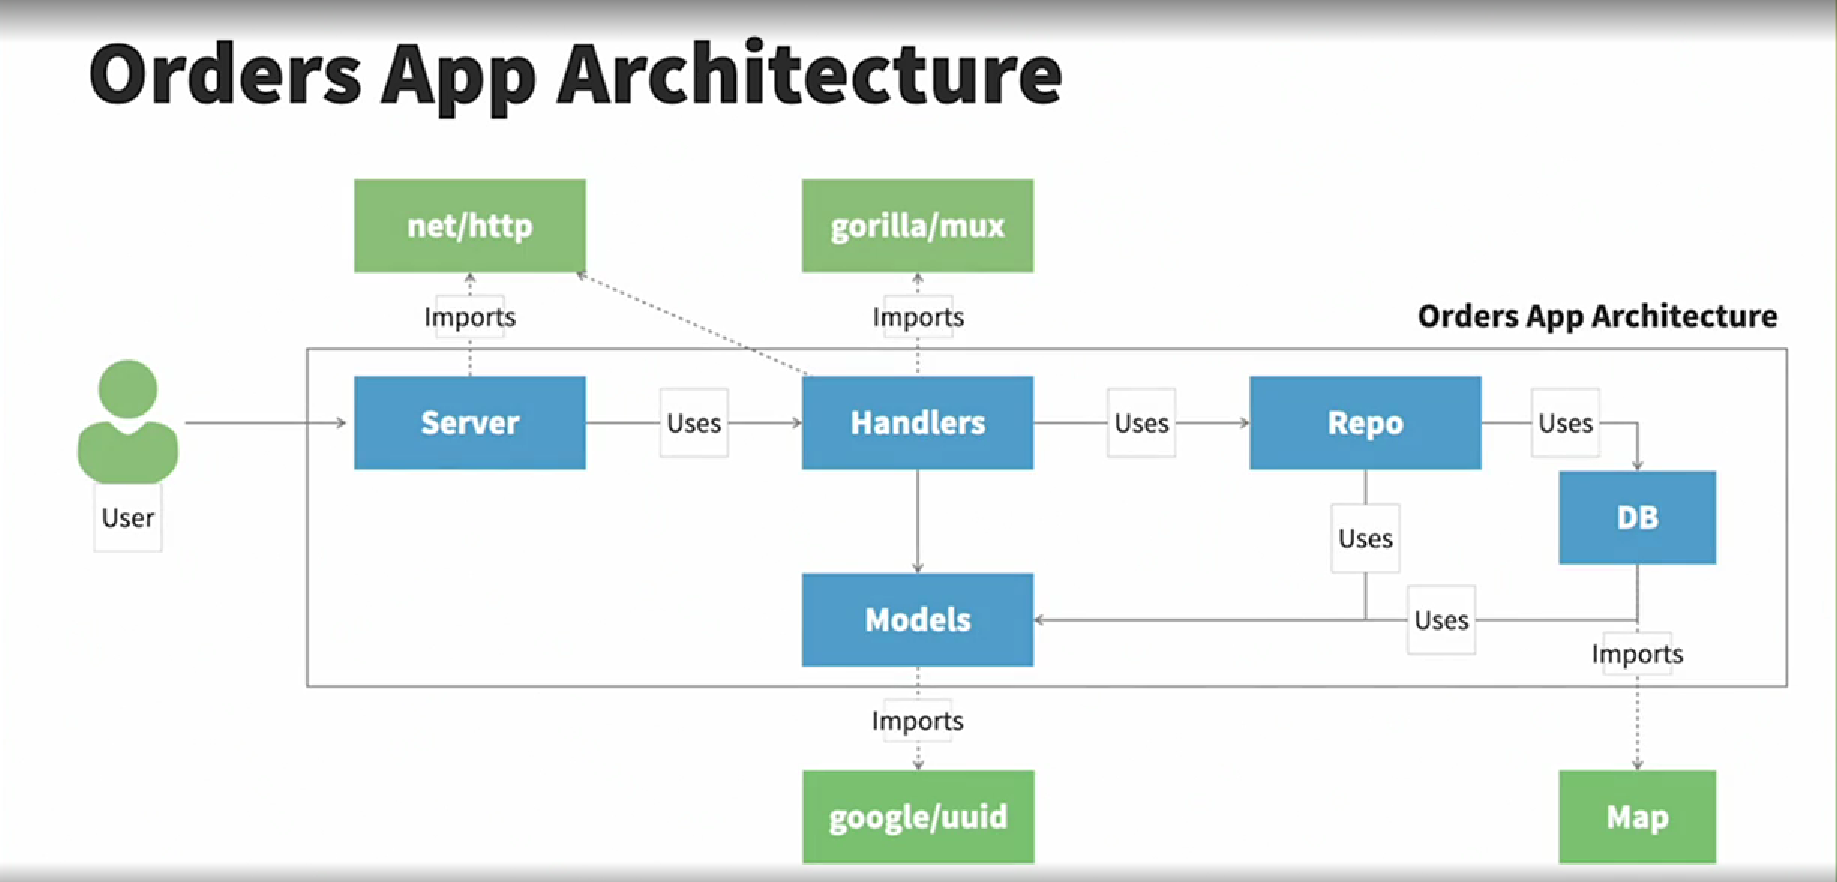 Orders App Architecture
net/http
gorilla/mux
Imports
Imports
Orders App Architecture
Server
Uses
Handlers
Uses
Repo
Uses
User
DB
Uses
Models
Uses
Imports
Imports
google/uuid
Map